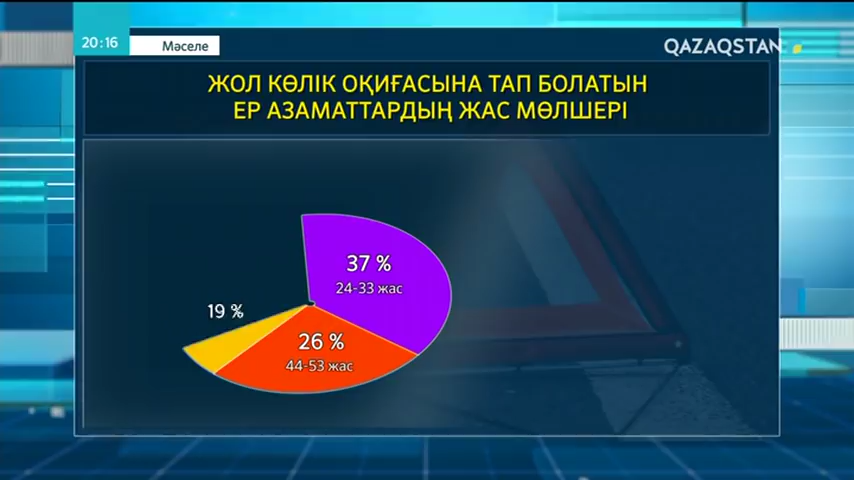 20:16
Мәселе
QAZAQSTAN
ЖОЛ КӨЛІК ОҚИҒАСЫНА ТАП БОЛАТЫН
ЕР АЗАМАТТАРДЫҢ ЖАС МӨЛШЕРІ
37 %
24-33 жас
19 %
26 %
44-53 жас